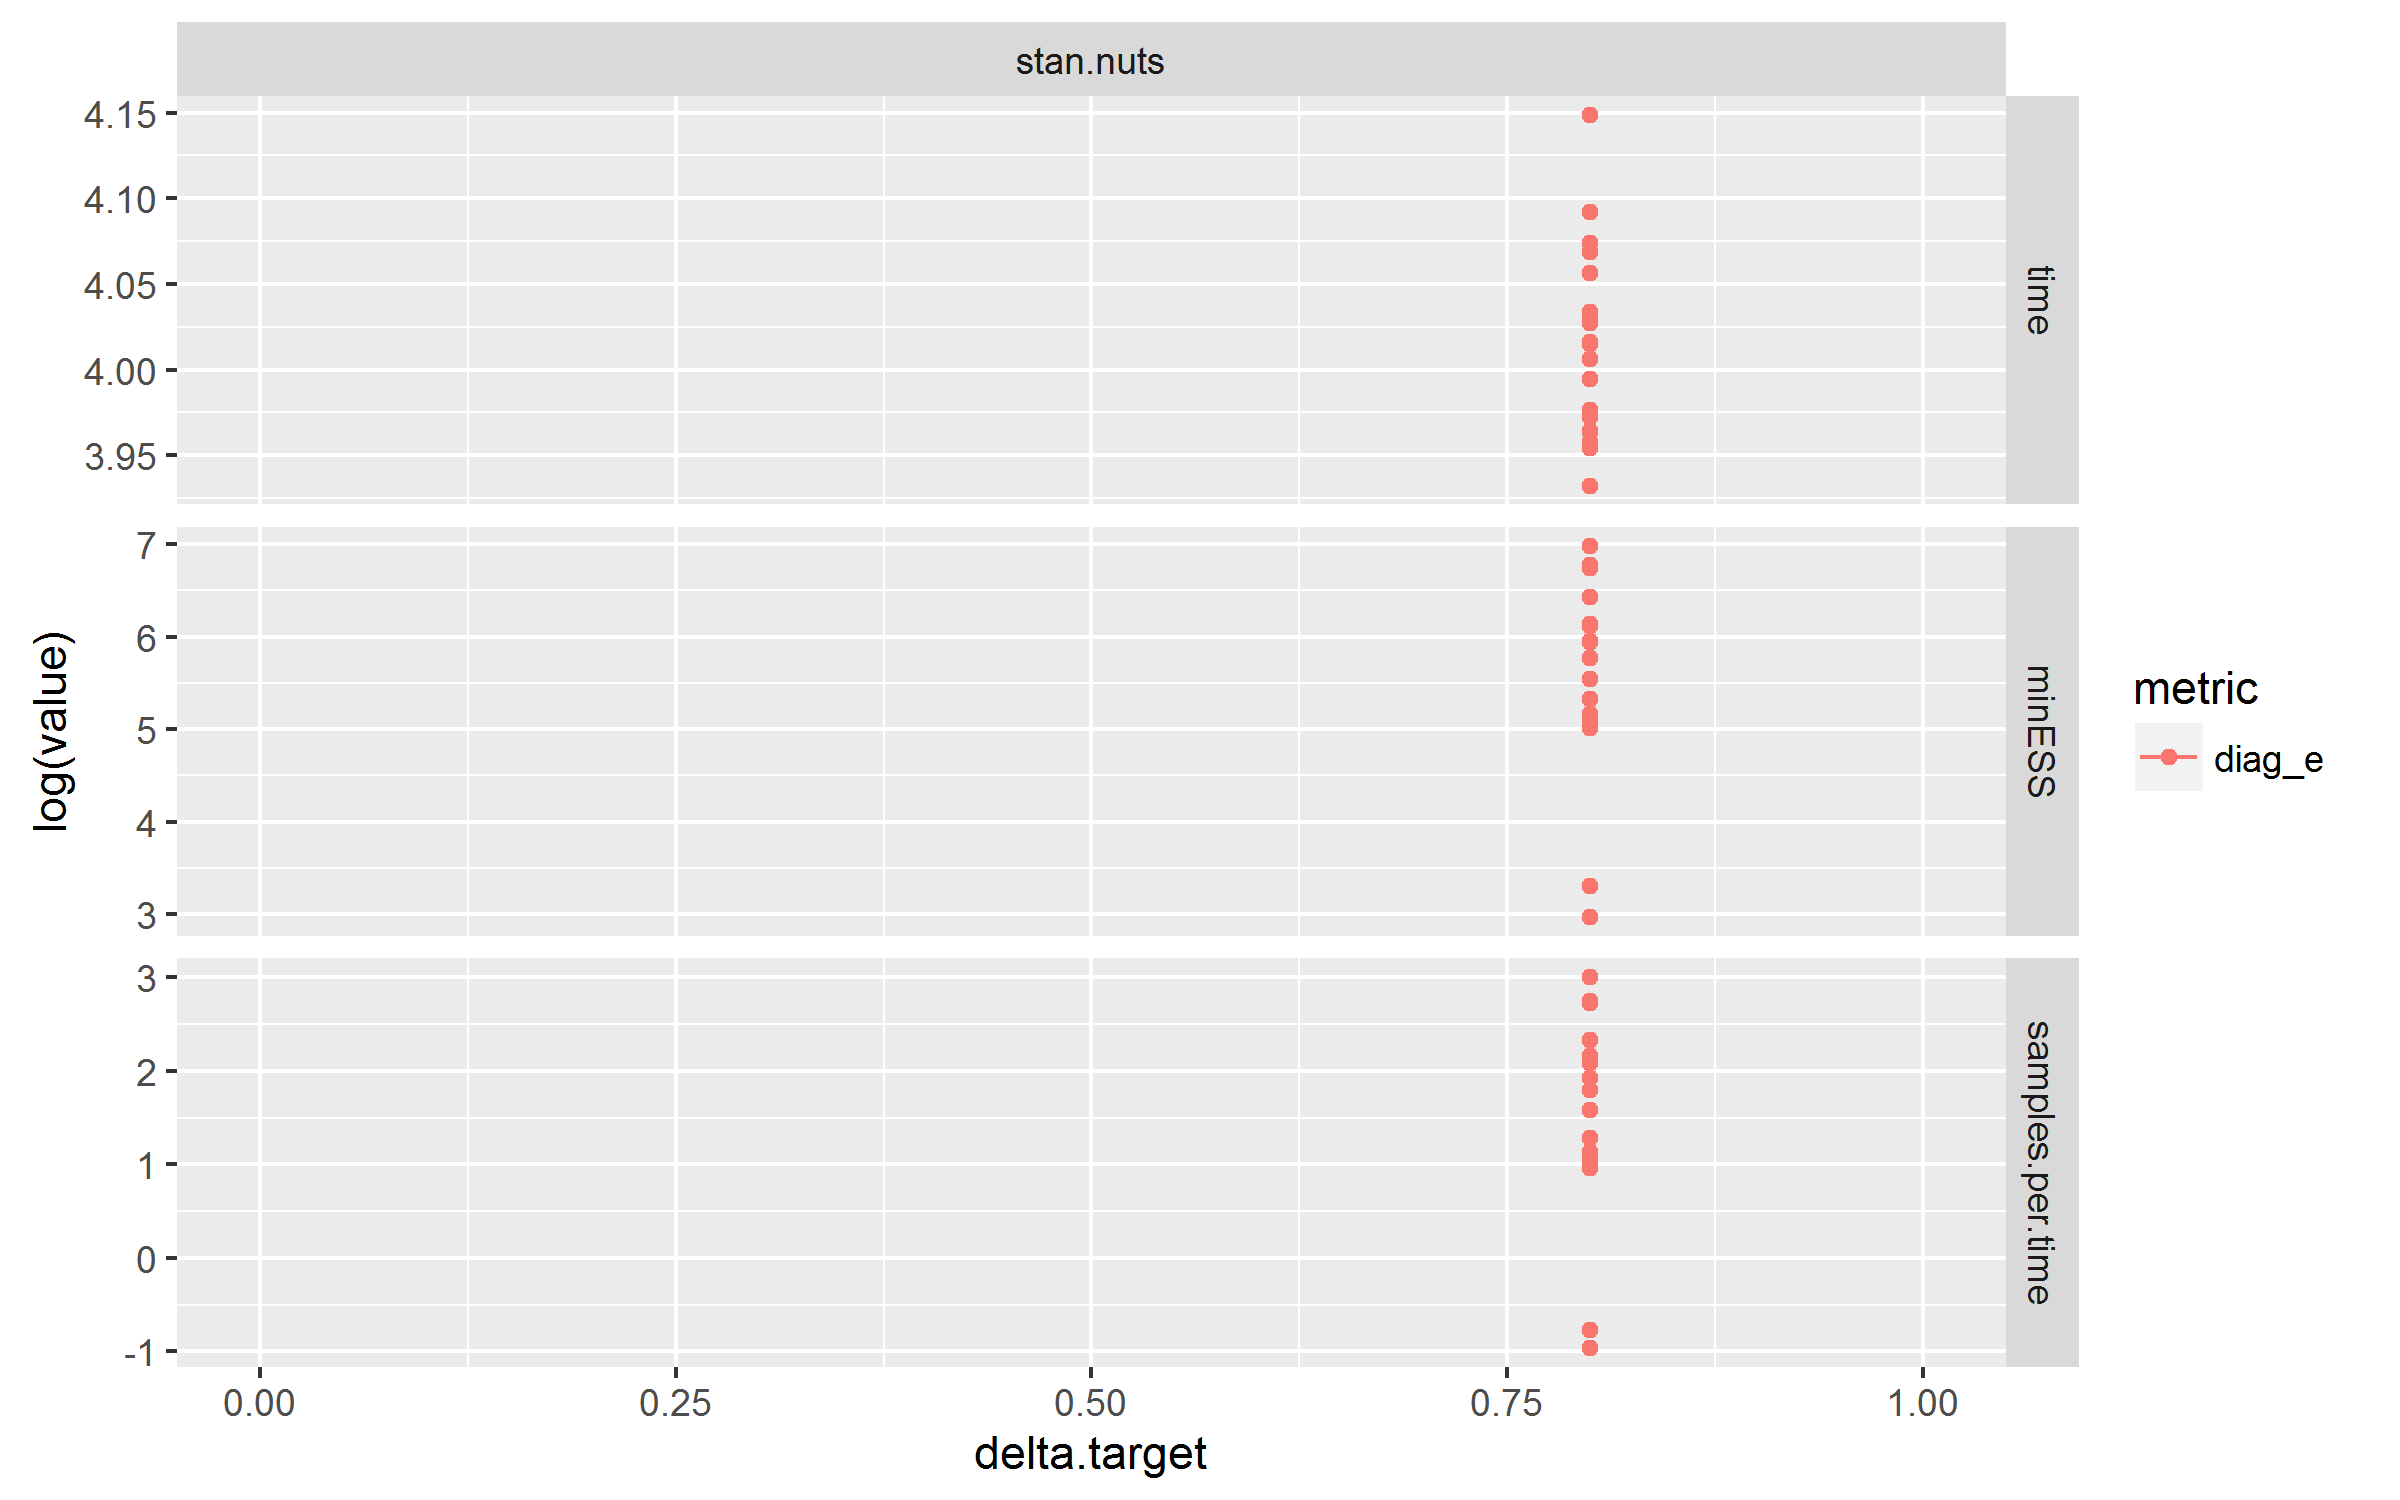 stan.nuts
4.15
4.10
4.05
4.00
3.95
time
7
6
5
4
3
minESS
3
2
1
0
-1
samples.per.time
log(value)
0.00 0.25 0.50 0.75 1.00
delta.target
metric
diag_e